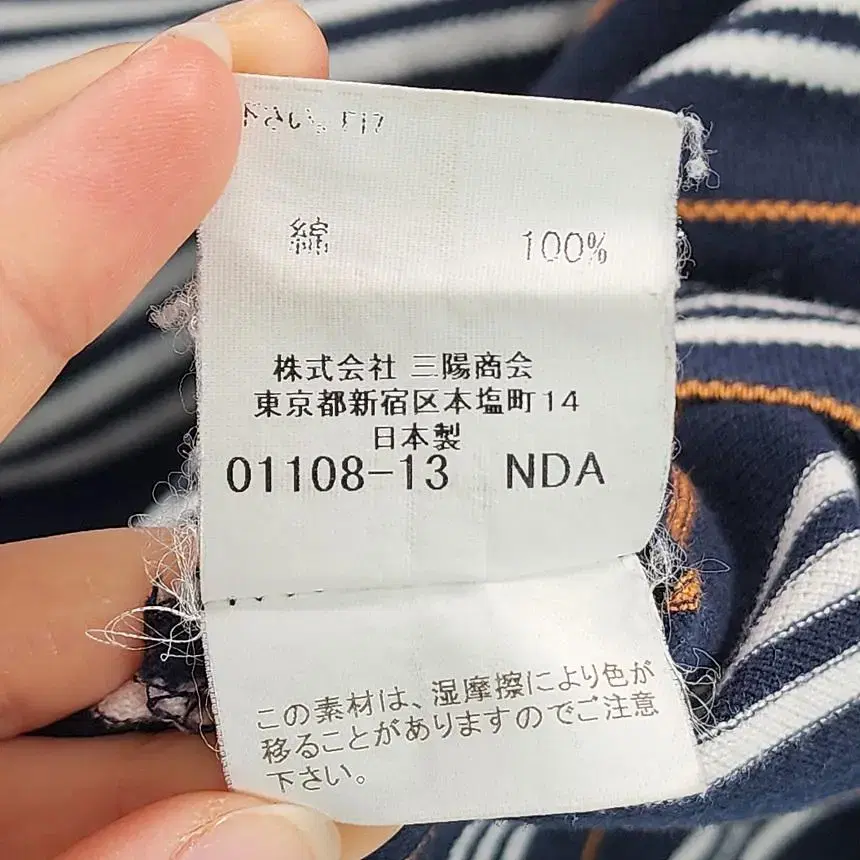 綿 100%
株式会社 三陽商会
東京都新宿区本塩町14
日本製
01108-13 NDA
この素材は、湿摩擦により色が
移ることがありますのでご注意
下さい。